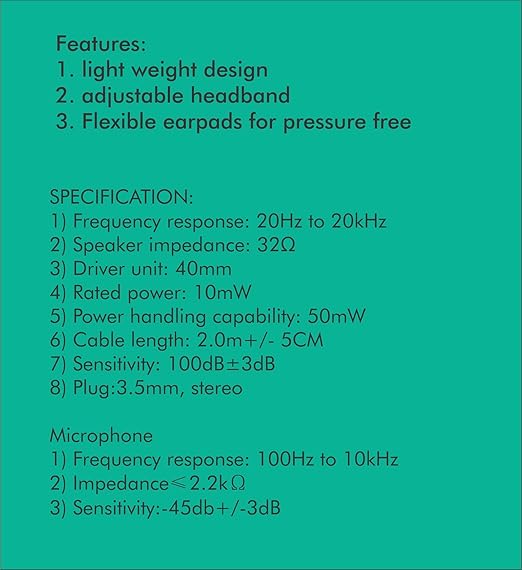 Features:
1. light weight design
2. adjustable headband
3. Flexible earpads for pressure free
SPECIFICATION:
1) Frequency response: 20Hz to 20kHz
2) Speaker impedance: 32Ω
3) Driver unit: 40mm
4) Rated power: 10mW
5) Power handling capability: 50mW
6) Cable length: 2.0m+/- 5CM
7) Sensitivity: 100dB±3dB
8) Plug:3.5mm, stereo
Microphone
1) Frequency response: 100Hz to 10kHz
2) Impedance≤2.2kΩ
3) Sensitivity:-45db+/-3dB